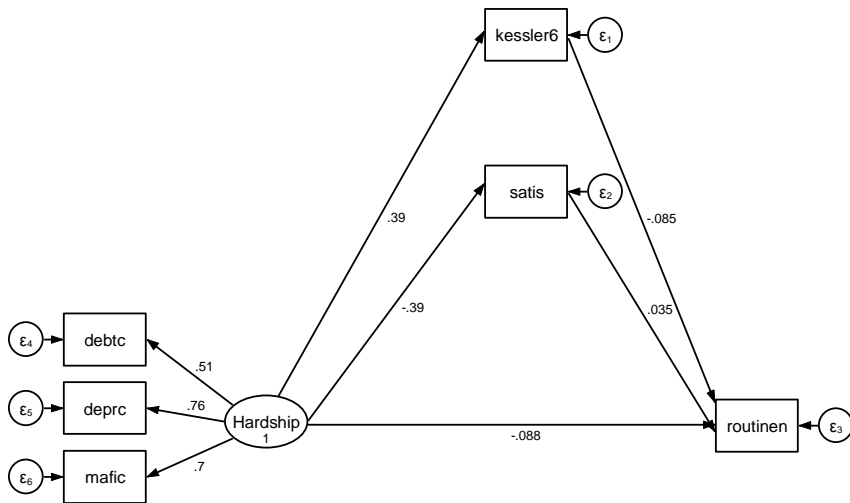 kessler6
ε1
satis
ε2
.39
-.39
-.085
.035
ε4
debtc
.51
ε5
deprc
.76
Hardship
1
-.088
routinen
ε3
ε6
mafic
.7